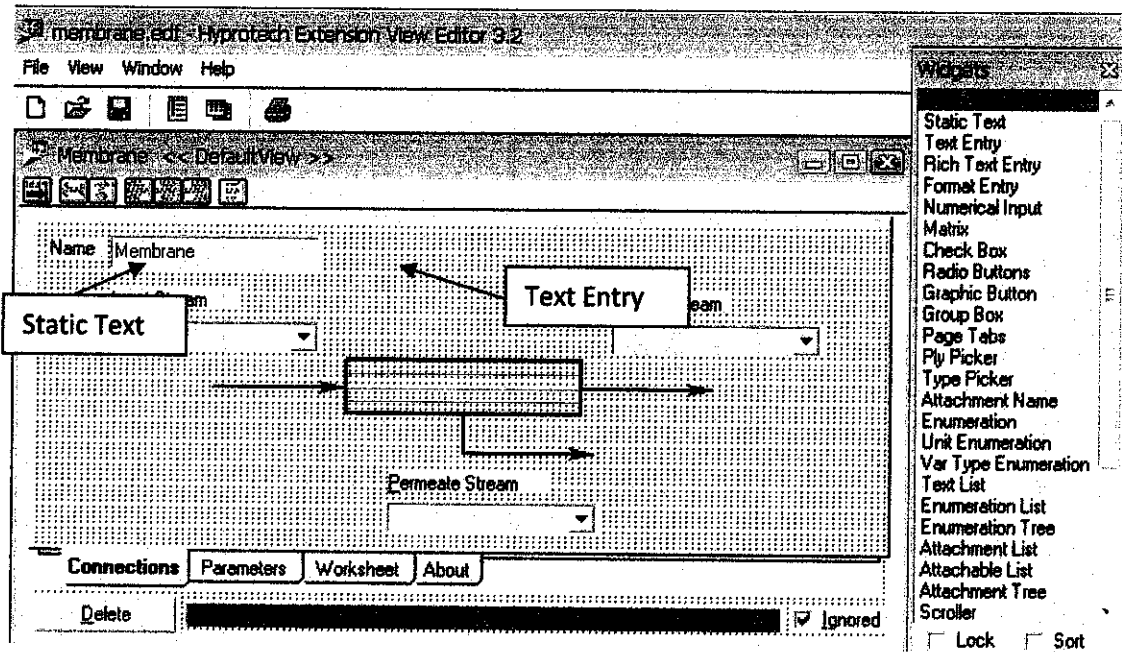 membrane.edf - Hyprotech Extension View Editor 3.2
File View Window Help
Membrane << DefaultView >>
Name Membrane
Static Text
Text Entry
Permeate Stream
Connections Parameters Worksheet About
Delete
Ignored
Widgets
Static Text
Text Entry
Rich Text Entry
Format Entry
Numerical Input
Matrix
Check Box
Radio Buttons
Graphic Button
Group Box
Page Tabs
Ply Picker
Type Picker
Attachment Name
Enumeration
Unit Enumeration
Var Type Enumeration
Text List
Enumeration List
Enumeration Tree
Attachment List
Attachable List
Attachment Tree
Scroller
Lock Sort